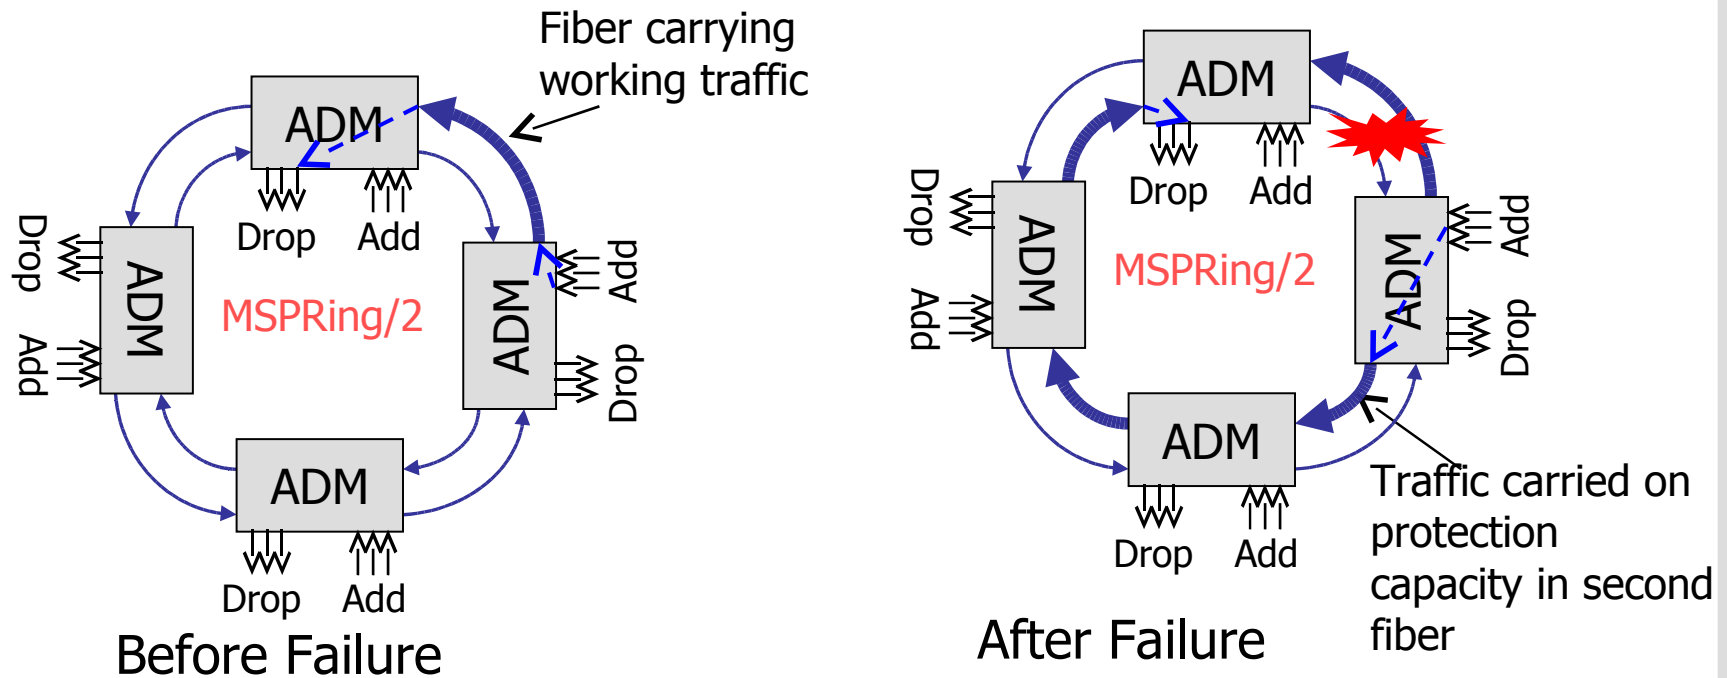 Fiber carrying
working traffic
ADM
Drop
Add
Drop
Add
ADM
MSPRing/2
ADM
Add
Drop
ADM
Drop
Add
Before Failure
ADM
Drop
Add
Drop
Add
ADM
MSPRing/2
ADM
Add
Drop
ADM
Drop
Add
Traffic carried on
protection
capacity in second
fiber
After Failure